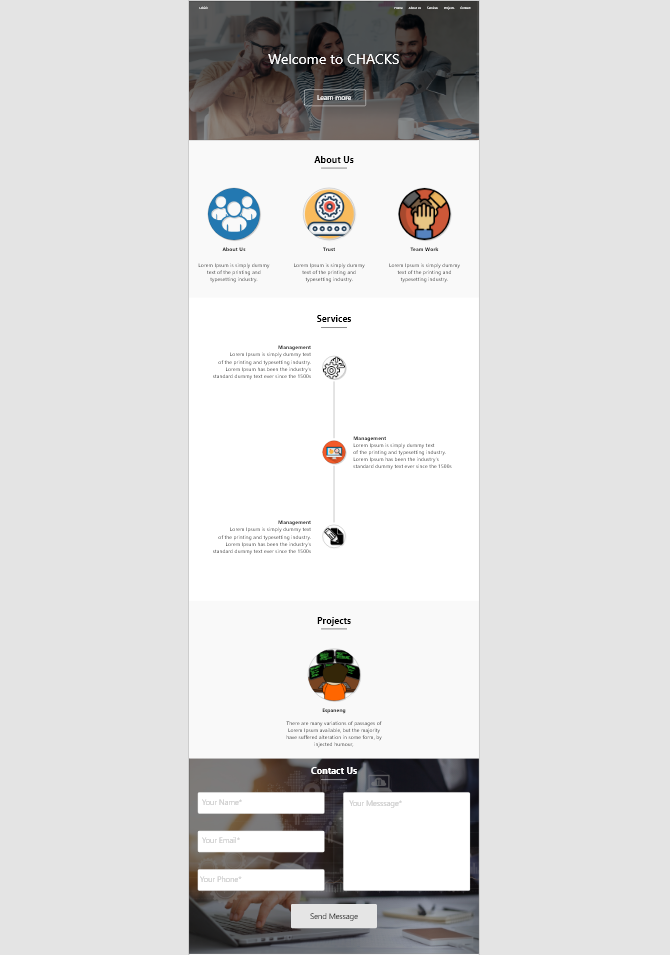 LOGO
Home About us Services Projects Contact
Welcome to CHACKS
Learn more
About Us
About Us
Lorem Ipsum is simply dummy
text of the printing and
typesetting industry.
Trust
Lorem Ipsum is simply dummy
text of the printing and
typesetting industry.
Team Work
Lorem Ipsum is simply dummy
text of the printing and
typesetting industry.
Services
Management
Lorem Ipsum is simply dummy text
of the printing and typesetting industry.
Lorem Ipsum has been the industry's
standard dummy text ever since the 1500s
Management
Lorem Ipsum is simply dummy text
of the printing and typesetting industry.
Lorem Ipsum has been the industry's
standard dummy text ever since the 1500s
Management
Lorem Ipsum is simply dummy text
of the printing and typesetting industry.
Lorem Ipsum has been the industry's
standard dummy text ever since the 1500s
Projects
Espaneng
There are many variations of passages of
Lorem Ipsum available, but the majority
have suffered alteration in some form, by
injected humour,
Contact Us
Your Name*
Your Messsage*
Your Email*
Your Phone*
Send Message